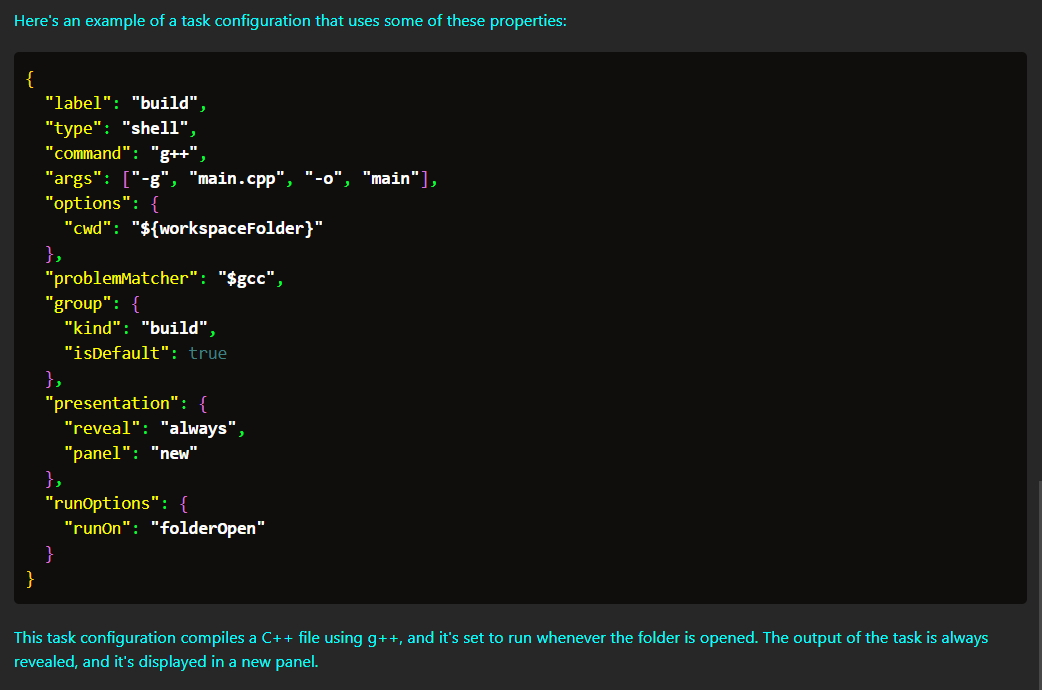 Here's an example of a task configuration that uses some of these properties:
{
  "label": "build",
  "type": "shell",
  "command": "g++",
  "args": ["-g", "main.cpp", "-o", "main"],
  "options": {
    "cwd": "${workspaceFolder}"
  },
  "problemMatcher": "$gcc",
  "group": {
    "kind": "build",
    "isDefault": true
  },
  "presentation": {
    "reveal": "always",
    "panel": "new"
  },
  "runOptions": {
    "runOn": "folderOpen"
  }
}
This task configuration compiles a C++ file using g++, and it's set to run whenever the folder is opened. The output of the task is always
revealed, and it's displayed in a new panel.